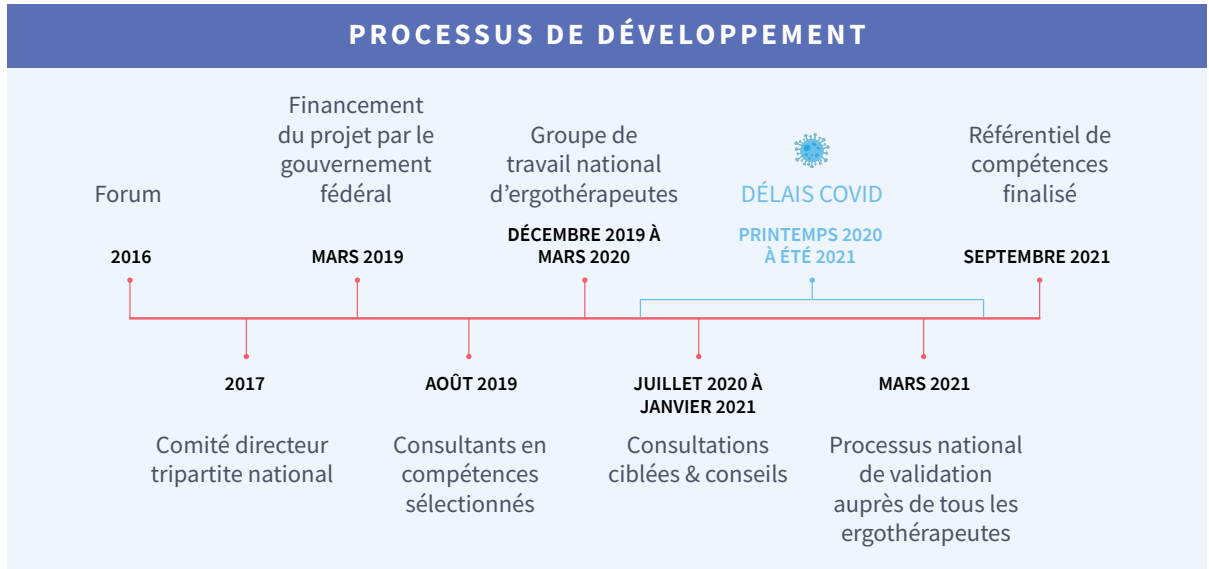 PROCESSUS DE DÉVELOPPEMENT
Forum
2016
Financement
du projet par le
gouvernement
fédéral
MARS 2019
Groupe de
travail national
d'ergothérapeutes
DÉCEMBRE 2019 À
MARS 2020
DÉLAIS COVID
PRINTEMPS 2020
À ÉTÉ 2021
Référentiel de
compétences
finalisé
SEPTEMBRE 2021
2017
Comité directeur
tripartite national
AOÛT 2019
Consultants en
compétences
sélectionnés
JUILLET 2020 À
JANVIER 2021
Consultations
ciblées & conseils
MARS 2021
Processus national
de validation
auprès de tous les
ergothérapeutes